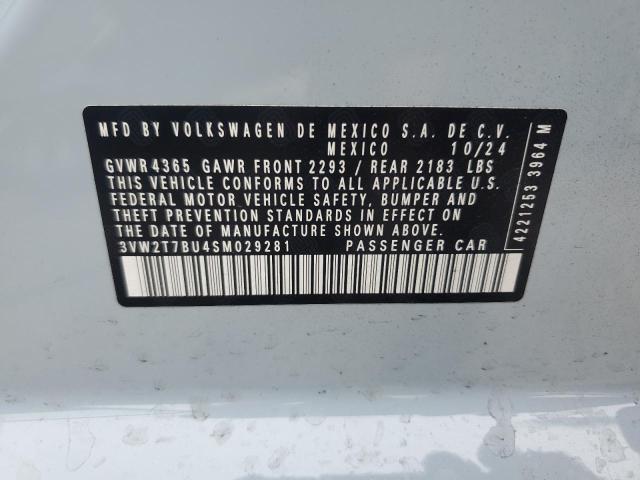 MFD BY VOLKSWAGEN DE MEXICO S.A. DE C.V.
MEXICO 10/24
GVWR 4365 GAWR FRONT 2293 / REAR 2183 LBS
THIS VEHICLE CONFORMS TO ALL APPLICABLE U.S.
FEDERAL MOTOR VEHICLE SAFETY, BUMPER AND
THEFT PREVENTION STANDARDS IN EFFECT ON
THE DATE OF MANUFACTURE SHOWN ABOVE.
3VW2T7BU4SM029281 PASSENGER CAR
4221253 3964 M